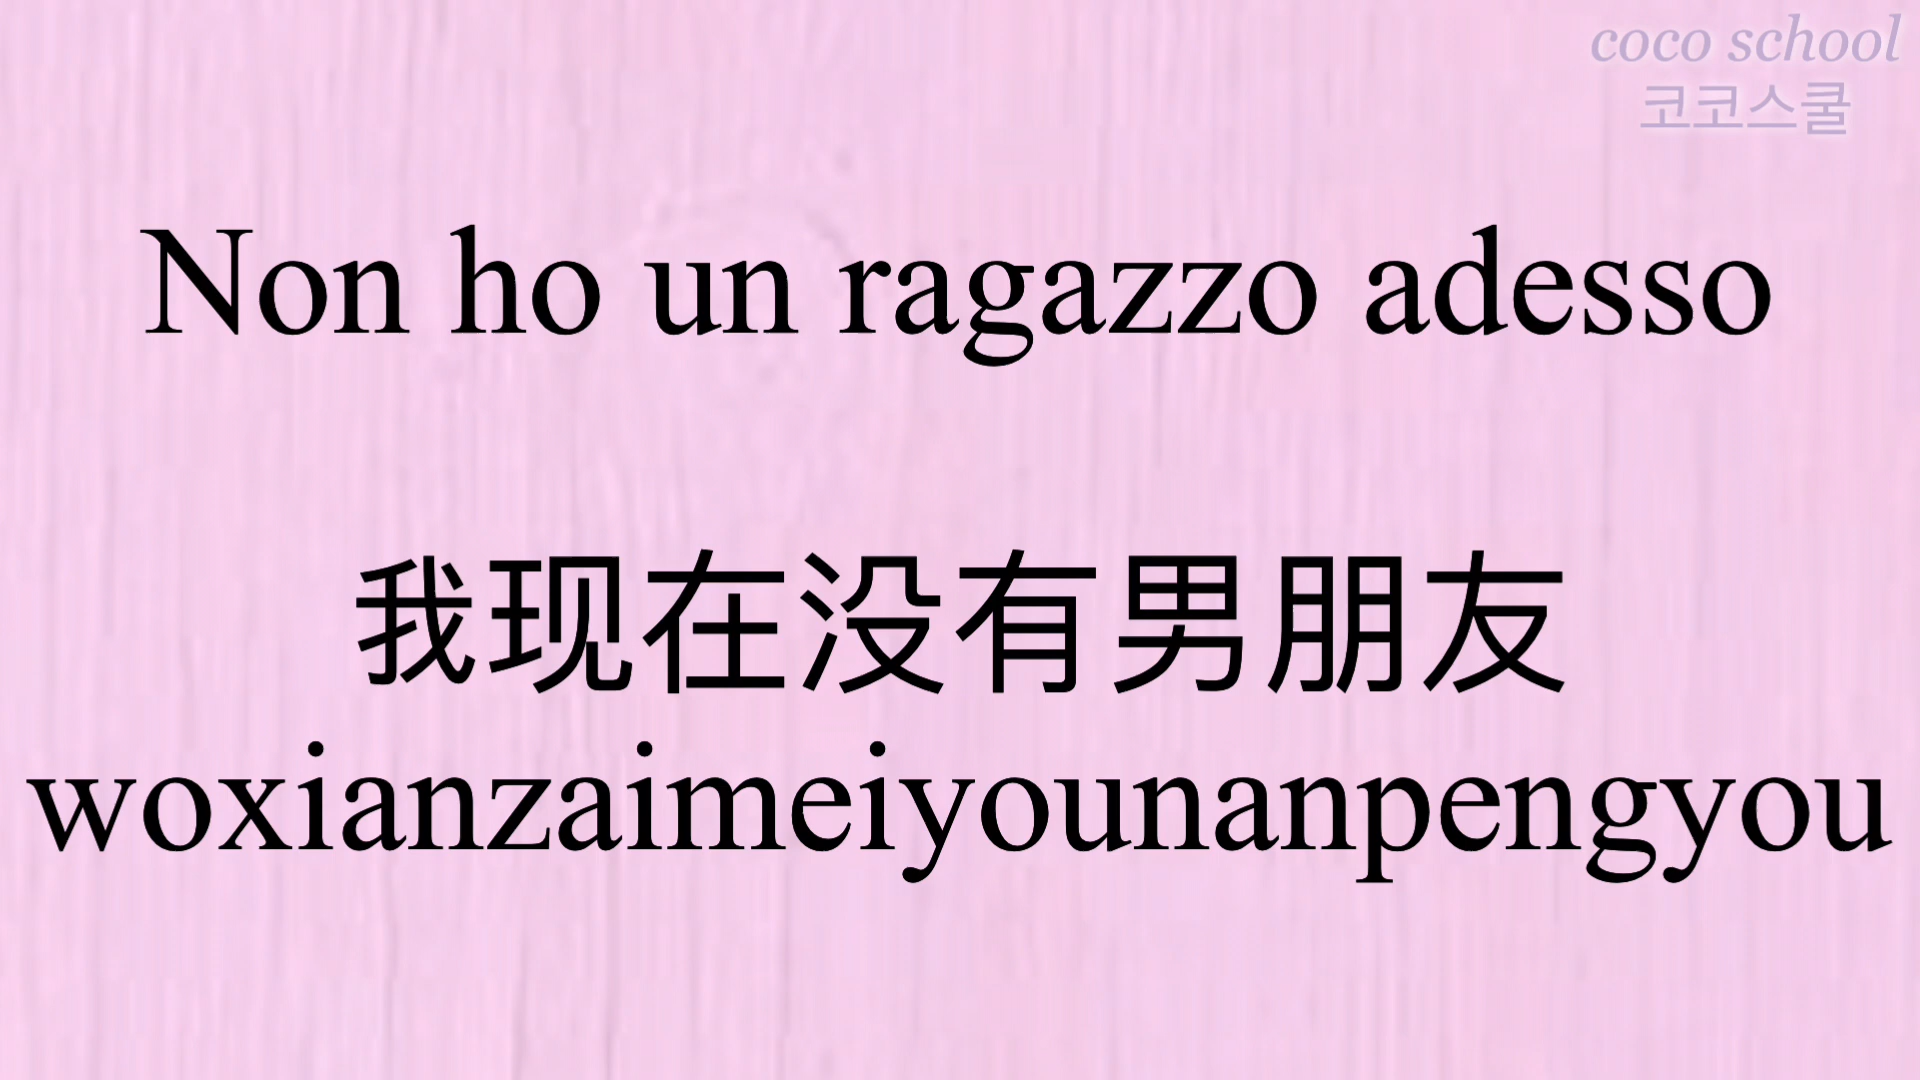 coco school
코코스쿨
Non ho un ragazzo adesso
我现在没有男朋友
woxianzaimeiyounanpengyou